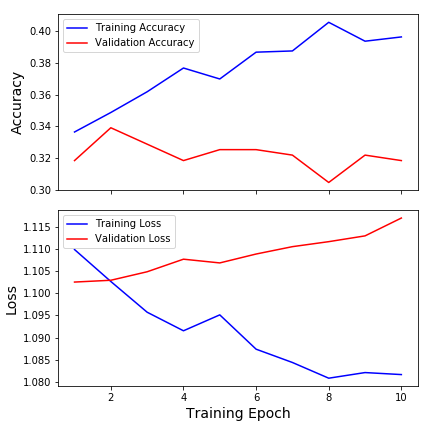 Training Accuracy
Validation Accuracy
Accuracy
0.40
0.38
0.36
0.34
0.32
0.30
Training Loss
Validation Loss
Loss
1.115
1.110
1.105
1.100
1.095
1.090
1.085
1.080
2 4 6 8 10
Training Epoch